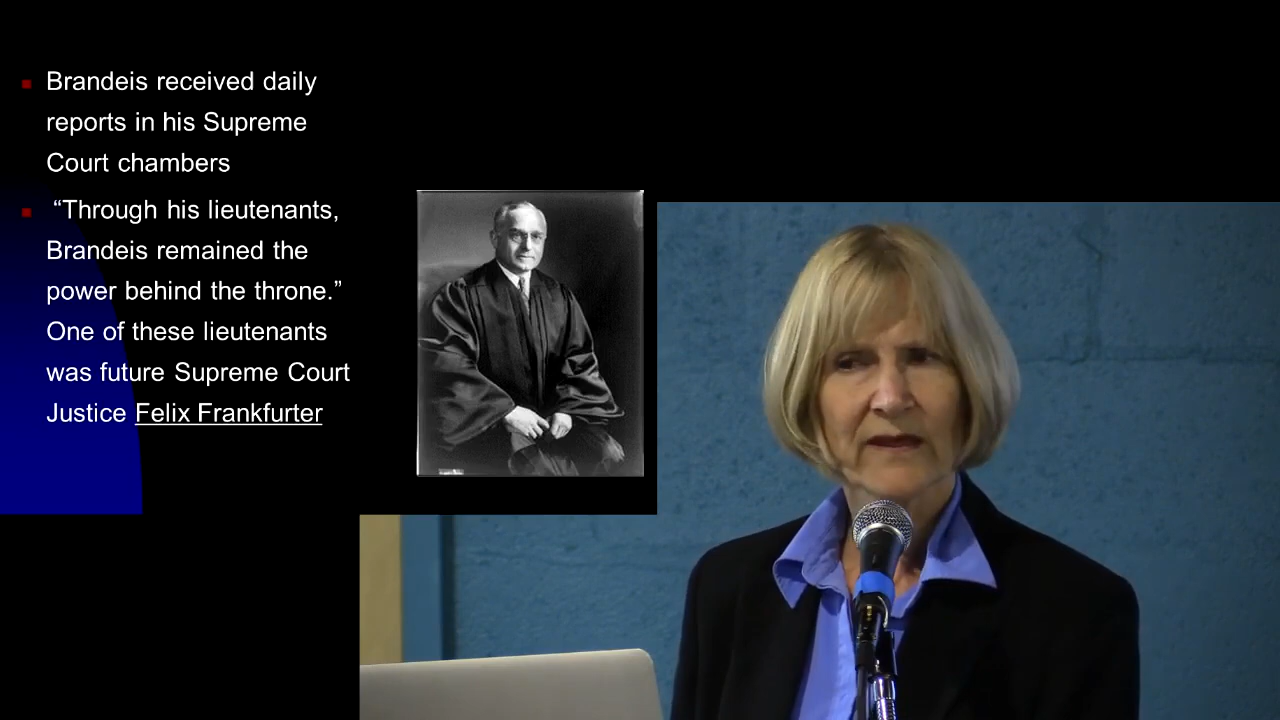 Brandeis received daily
reports in his Supreme
Court chambers
“Through his lieutenants,
Brandeis remained the
power behind the throne.”
One of these lieutenants
was future Supreme Court
Justice Felix Frankfurter